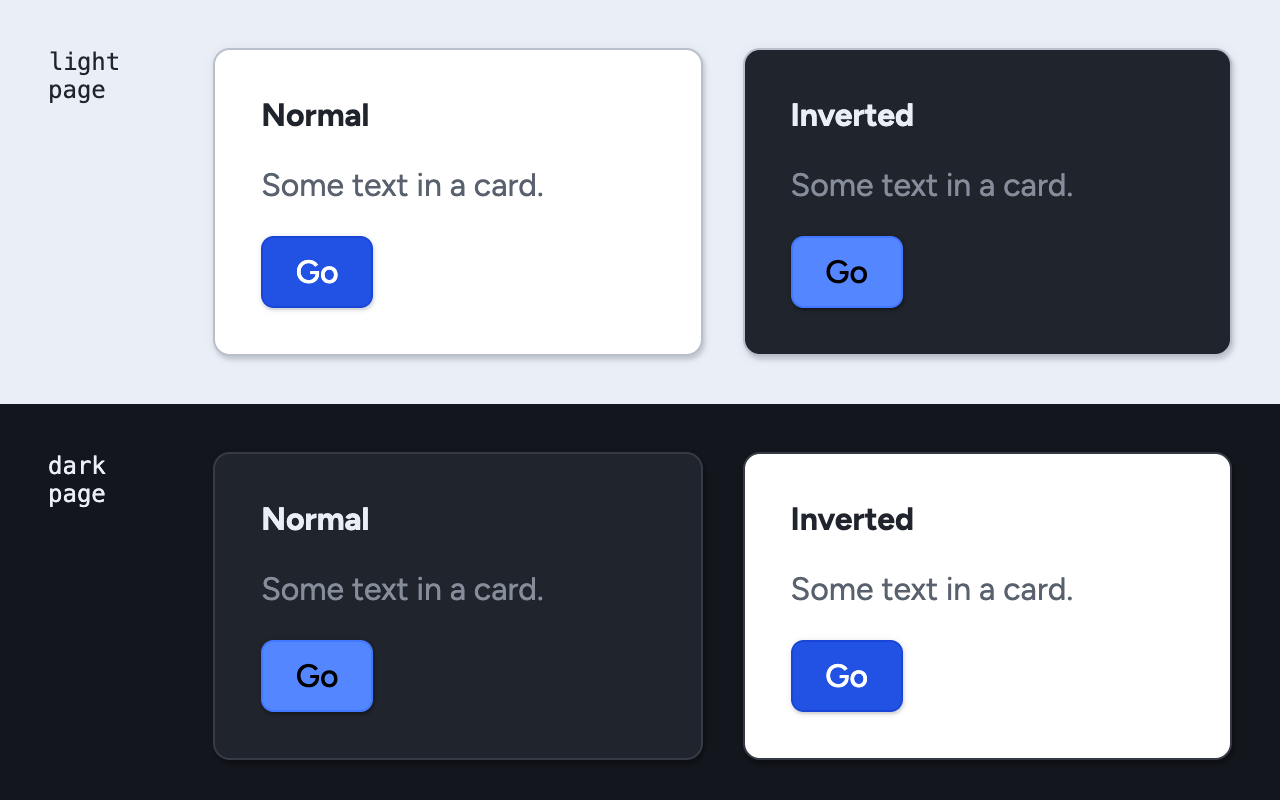 light
page
Normal
Some text in a card.
Go
Inverted
Some text in a card.
Go
dark
page
Normal
Some text in a card.
Go
Inverted
Some text in a card.
Go